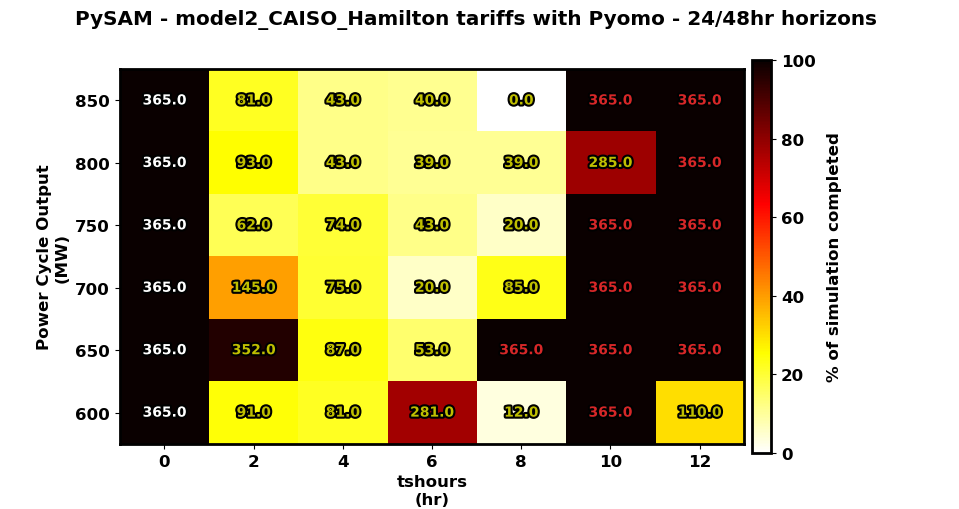 PySAM - model2_CAISO_Hamilton tariffs with Pyomo - 24/48hr horizons
Power Cycle Output
(MW)
850 365.0 81.0 43.0 40.0 0.0 365.0 365.0
800 365.0 93.0 43.0 39.0 39.0 285.0 365.0
750 365.0 62.0 74.0 43.0 20.0 365.0 365.0
700 365.0 145.0 75.0 20.0 85.0 365.0 365.0
650 365.0 352.0 87.0 53.0 365.0 365.0 365.0
600 365.0 91.0 81.0 281.0 12.0 365.0 110.0
0 2 4 6 8 10 12
tshours
(hr)
100
80
60
40
20
0
% of simulation completed